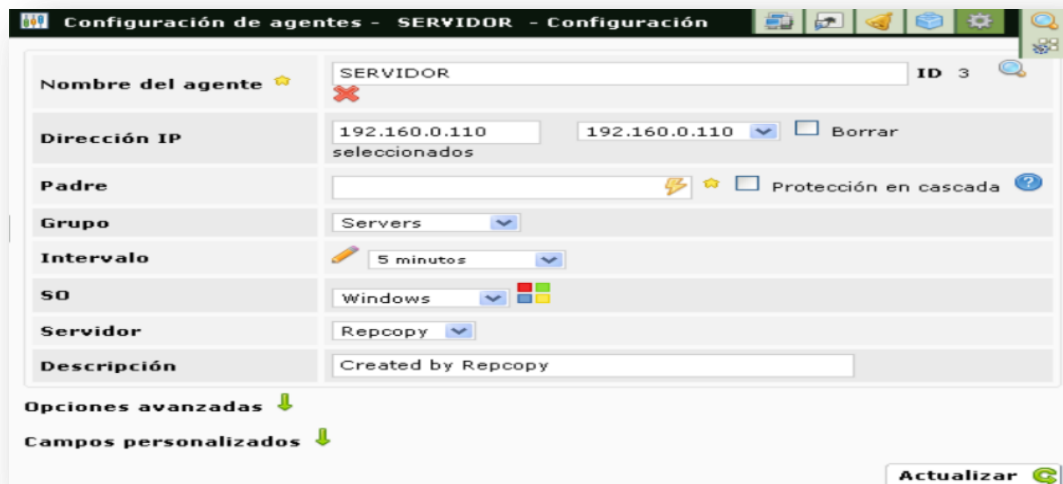 Configuración de agentes - SERVIDOR - Configuración
Nombre del agente SERVIDOR ID 3
Dirección IP 192.160.0.110 192.160.0.110 Borrar
seleccionados
Padre Protección en cascada
Grupo Servers
Intervalo 5 minutos
SO Windows
Servidor Repcopy
Descripción Created by Repcopy
Opciones avanzadas
Campos personalizados
Actualizar